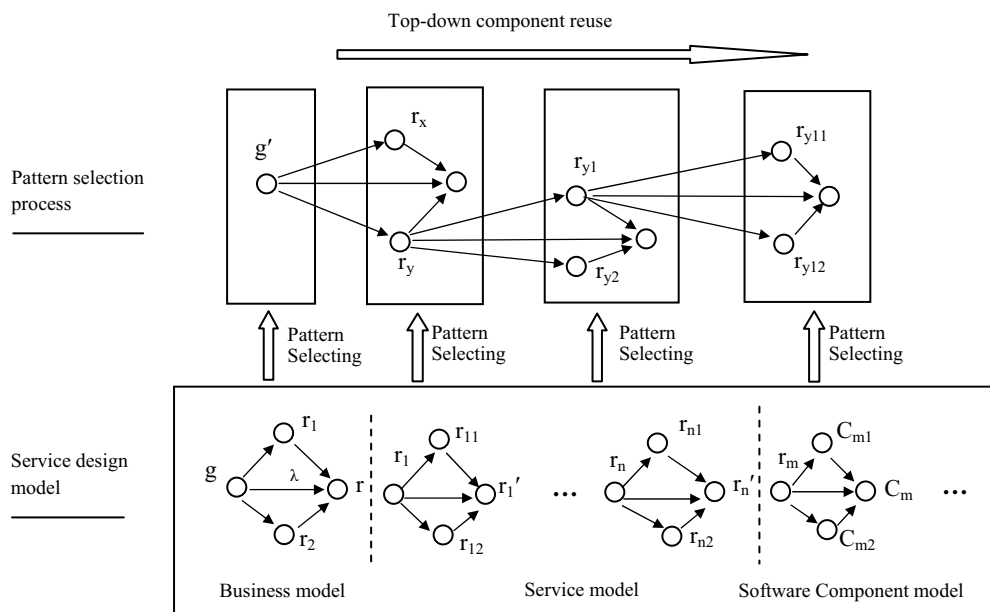 Top-down component reuse
Pattern selection
process
g′
r_x
r_y
r_y1
r_y2
r_y11
r_y12
Pattern
Selecting
Pattern
Selecting
Pattern
Selecting
Pattern
Selecting
Service design
model
g
r_1
λ
r
r_2
r_1
r_11
r_1′
r_12
...
r_n
r_n1
r_n′
r_n2
r_m
C_m1
C_m
C_m2
...
Business model
Service model
Software Component model